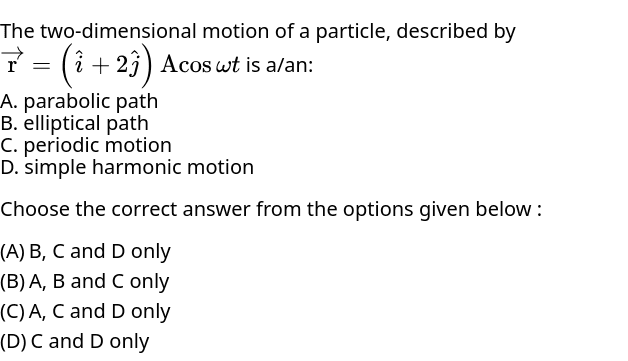 The two-dimensional motion of a particle, described by
$\overrightarrow{\mathrm{r}} = \left(\hat{i} + 2\hat{j}\right) \mathrm{A}\cos \omega t$ is a/an:
A. parabolic path
B. elliptical path
C. periodic motion
D. simple harmonic motion
Choose the correct answer from the options given below :
(A) B, C and D only
(B) A, B and C only
(C) A, C and D only
(D) C and D only